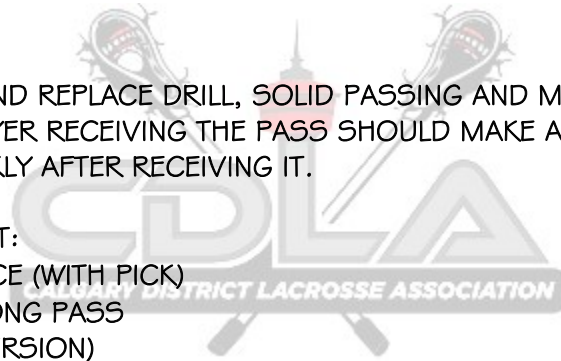 ND REPLACE DRILL, SOLID PASSING AND M
YER RECEIVING THE PASS SHOULD MAKE A
KLY AFTER RECEIVING IT.
T:
CE (WITH PICK)
ONG PASS
RSION)
CDLA
CALGARY DISTRICT LACROSSE ASSOCIATION